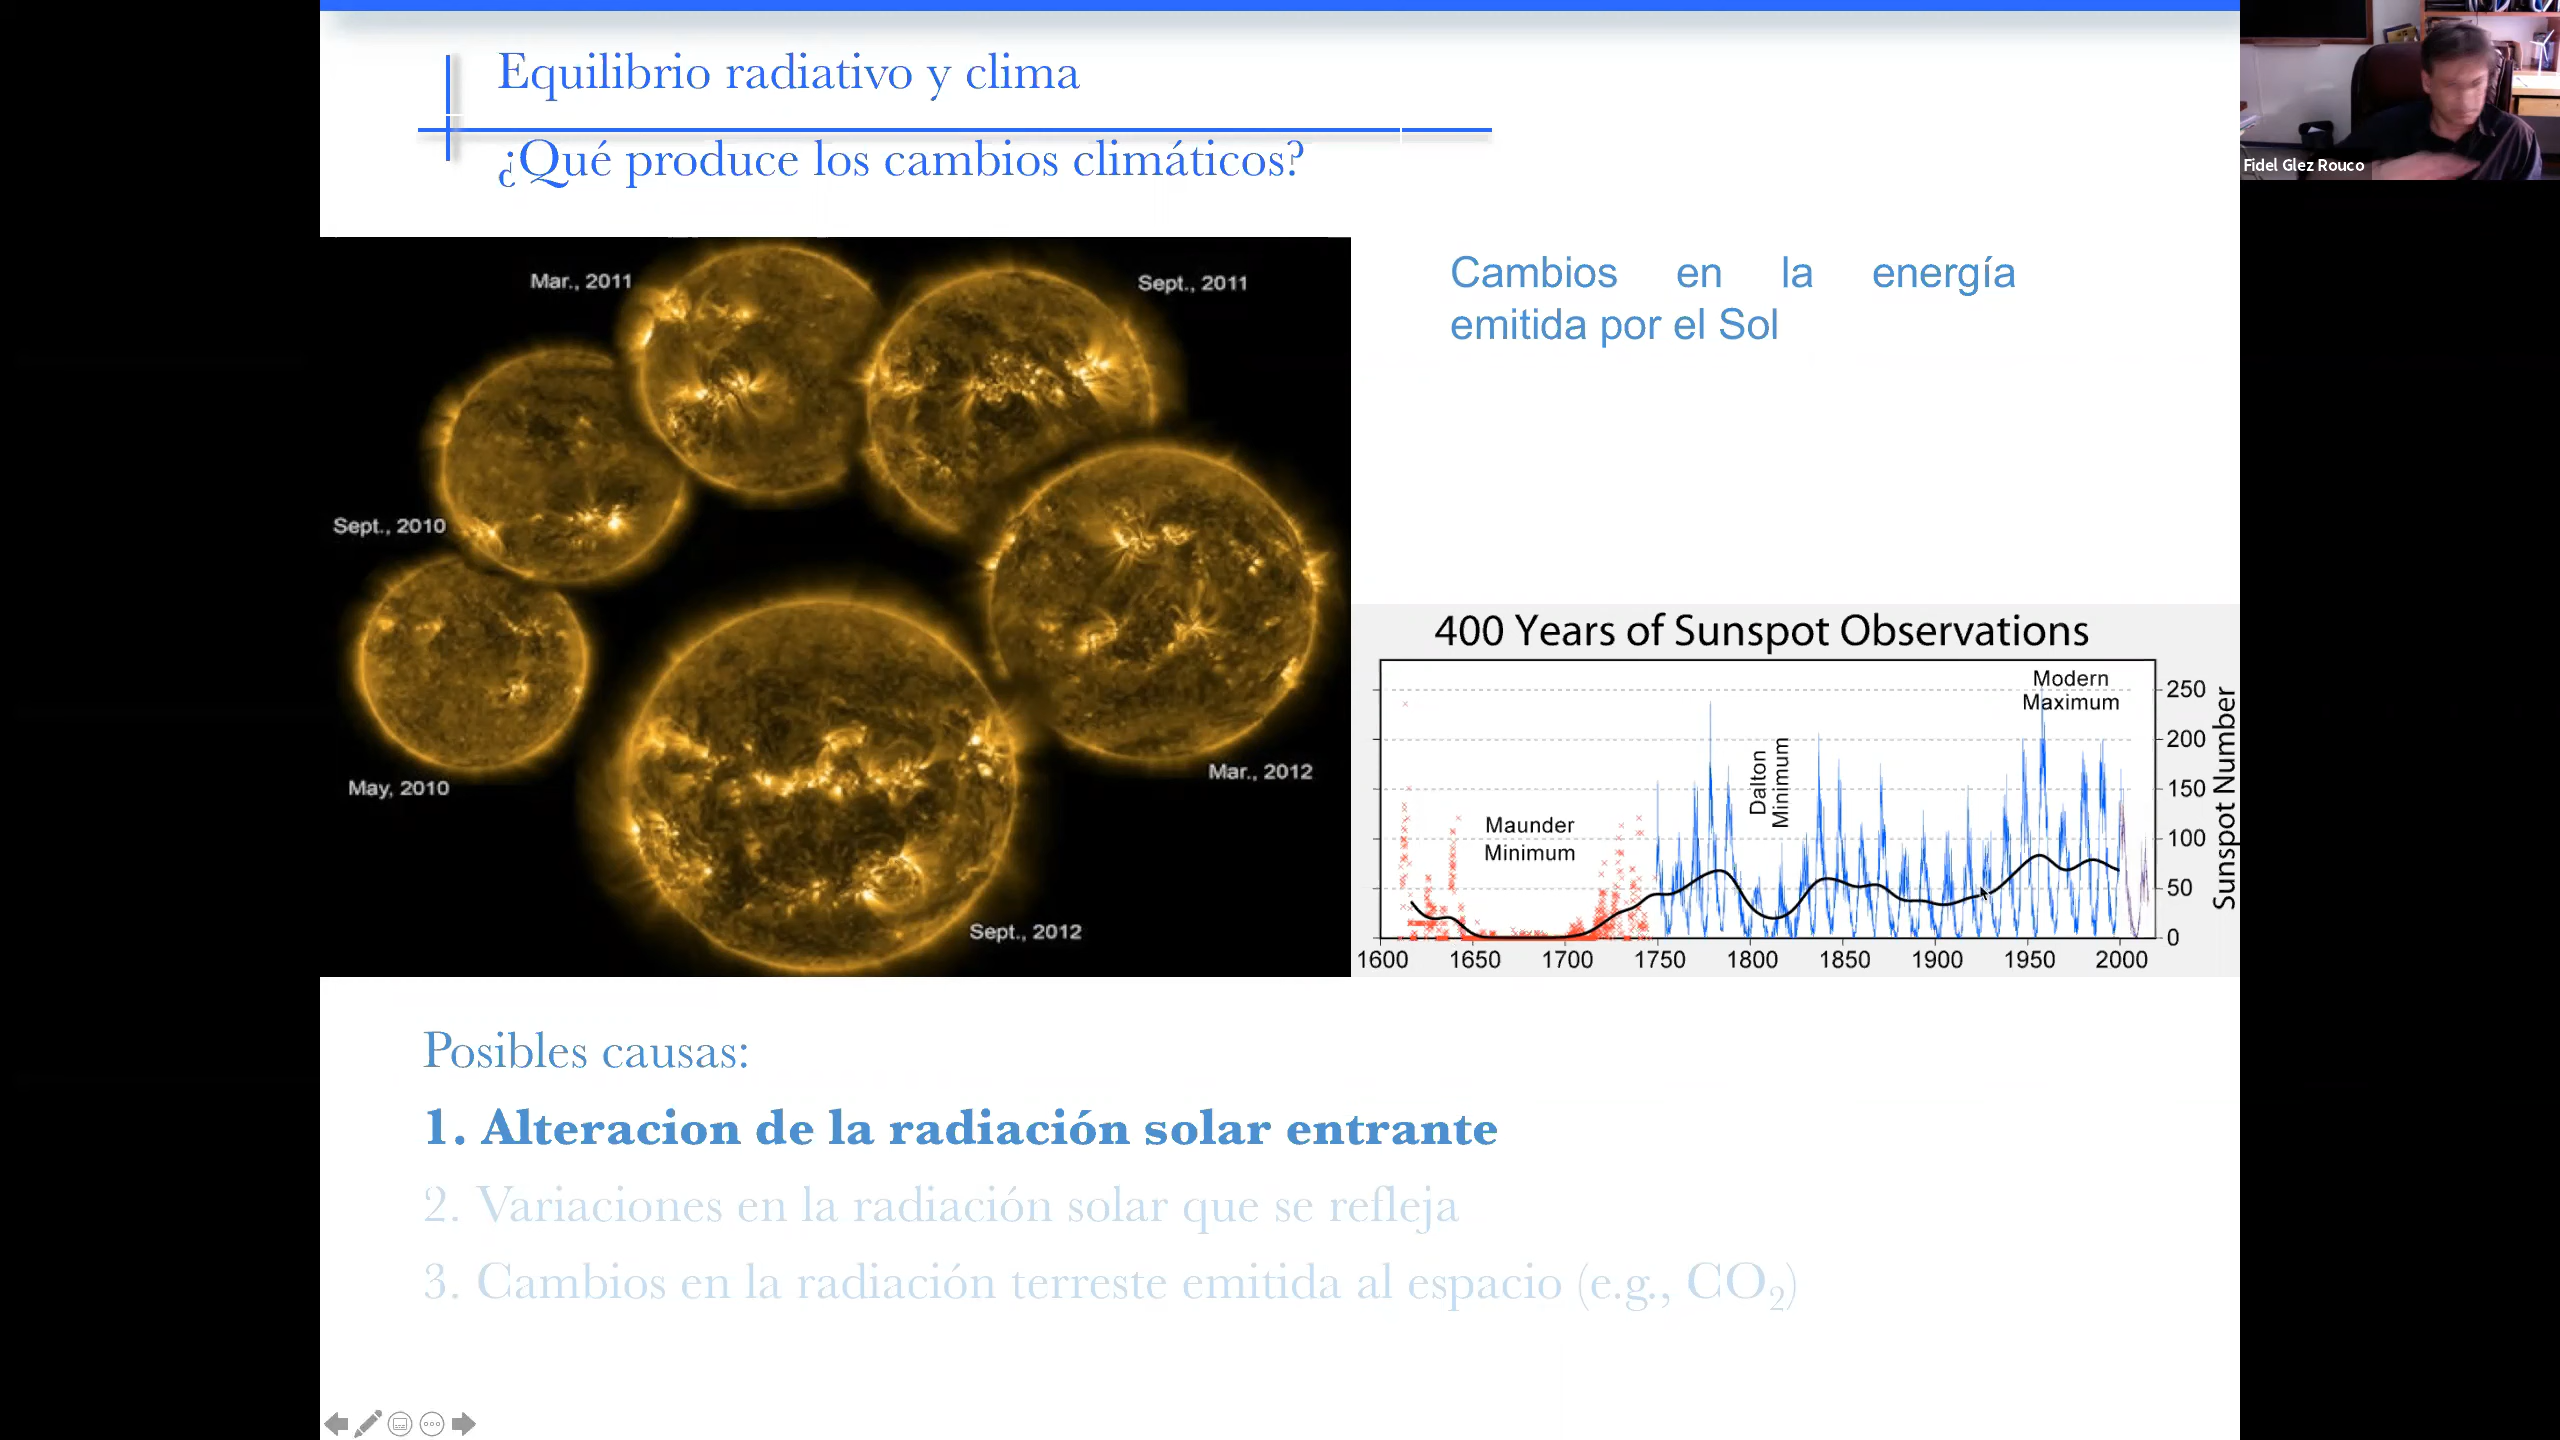 Equilibrio radiativo y clima
¿Qué produce los cambios climáticos?
Fidel Glez Rouco
Mar., 2011
Sept., 2011
Sept., 2010
May, 2010
Mar., 2012
Sept., 2012
Cambios en la energía
emitida por el Sol
400 Years of Sunspot Observations
Modern
Maximum
Dalton
Minimum
Maunder
Minimum
250
200
150
100
50
0
Sunspot Number
1600 1650 1700 1750 1800 1850 1900 1950 2000
Posibles causas:
1. Alteracion de la radiación solar entrante
2. Variaciones en la radiación solar que se refleja
3. Cambios en la radiación terreste emitida al espacio (e.g., CO₂)